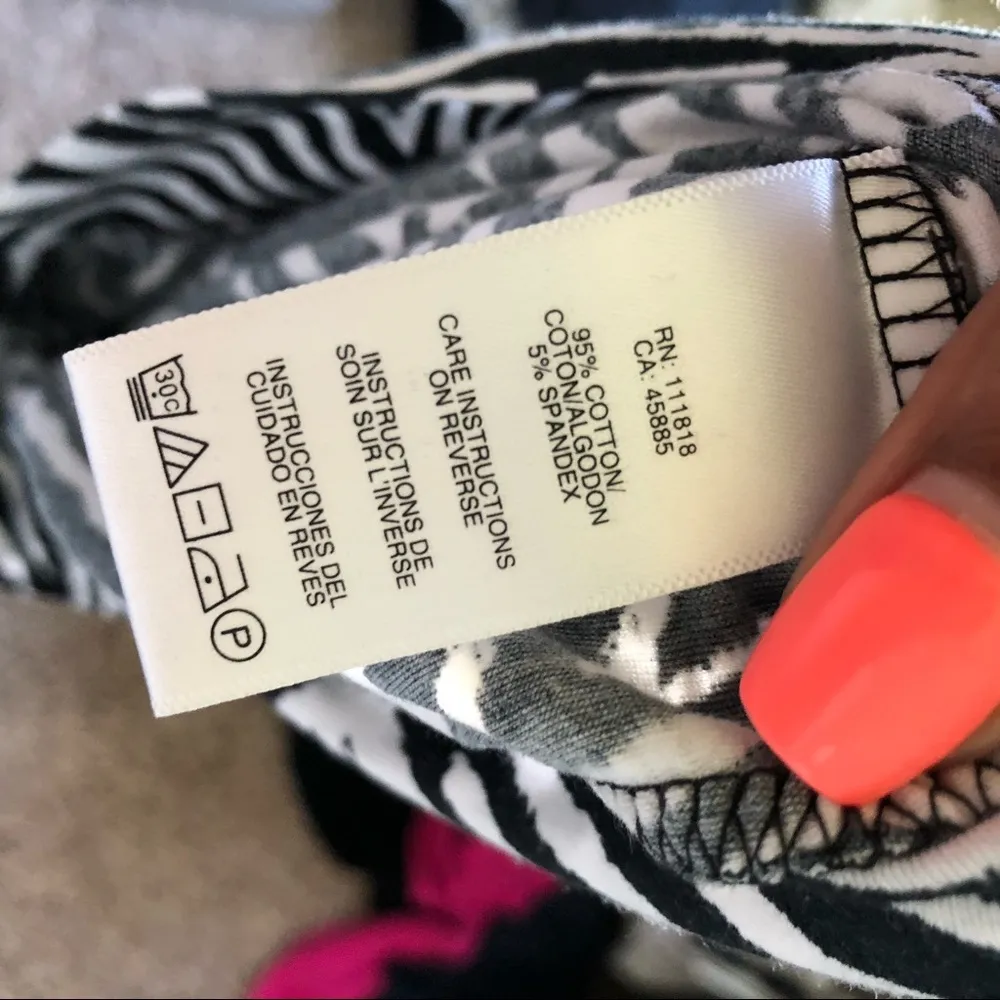 RN: 111818
CA: 45885
95% COTTON/
COTON/ALGODON
5% SPANDEX
CARE INSTRUCTIONS
ON REVERSE
INSTRUCTIONS DE
SOIN SUR L'INVERSE
INSTRUCCIONES DEL
CUIDADO EN REVES
30C P